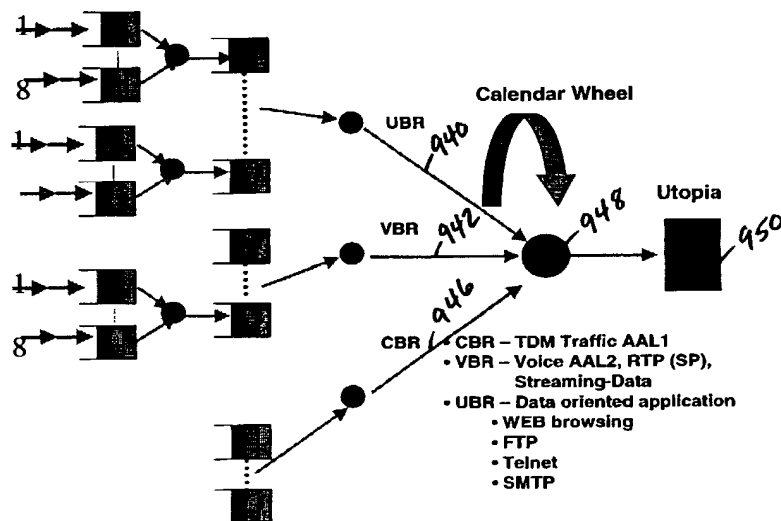 1
8
1
1
8
UBR
940
Calendar Wheel
VBR
942
948
Utopia
950
CBR
946
• CBR – TDM Traffic AAL1
• VBR – Voice AAL2, RTP (SP),
Streaming-Data
• UBR – Data oriented application
• WEB browsing
• FTP
• Telnet
• SMTP